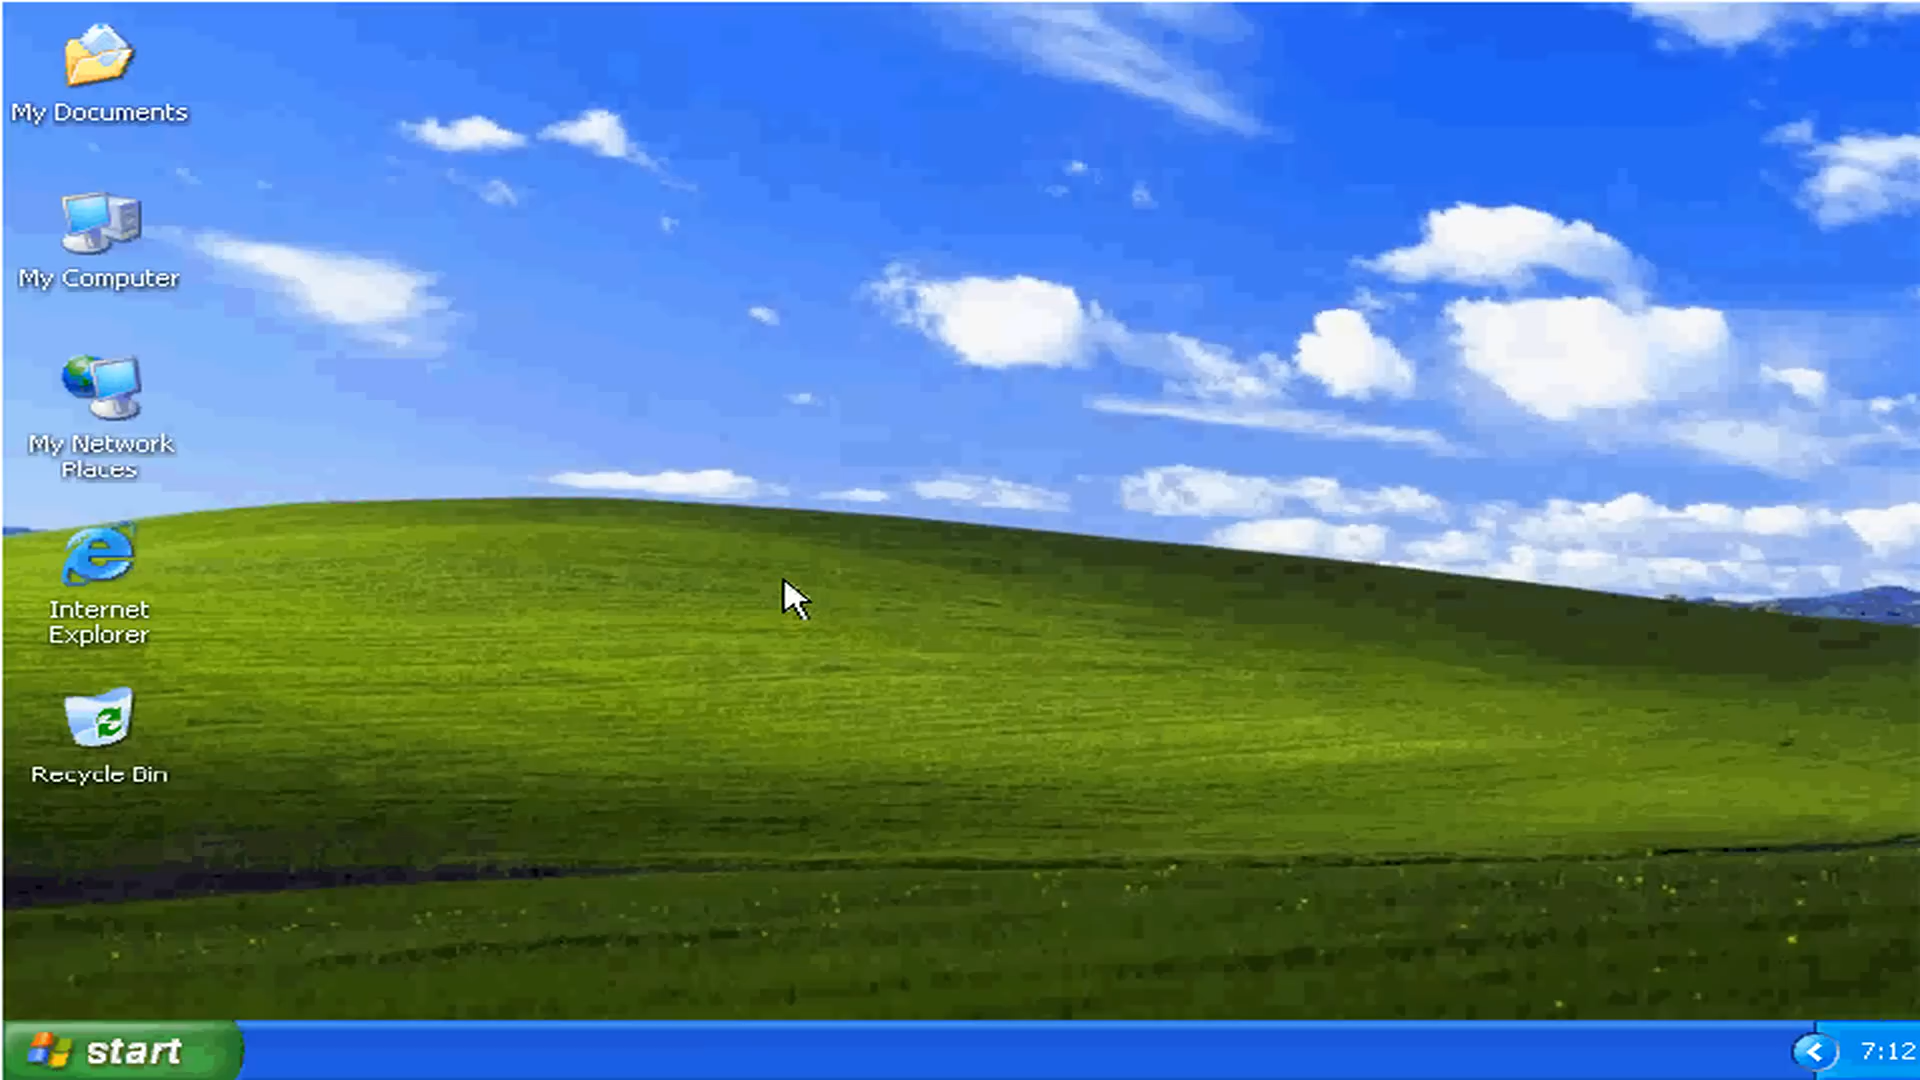 My Documents
My Computer
My Network
Places
Internet
Explorer
Recycle Bin
start
7:12